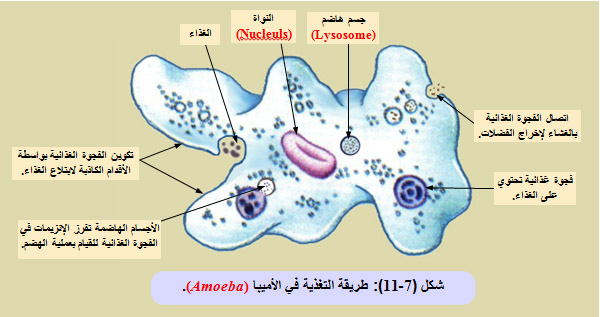 النواة
(Nucleuls)
جسم هاضم
(Lysosome)
الغذاء
اتصال الفجوة الغذائية
بالغشاء لإخراج الفضلات.
تكوين الفجوة الغذائية بواسطة
الأقدام الكاذبة لابتلاع الغذاء.
فجوة غذائية تحتوي
على الغذاء.
الأجسام الهاضمة تفرز الإنزيمات في
الفجوة الغذائية للقيام بعملية الهضم.
شكل (7-11): طريقة التغذية في الأميبا (Amoeba).